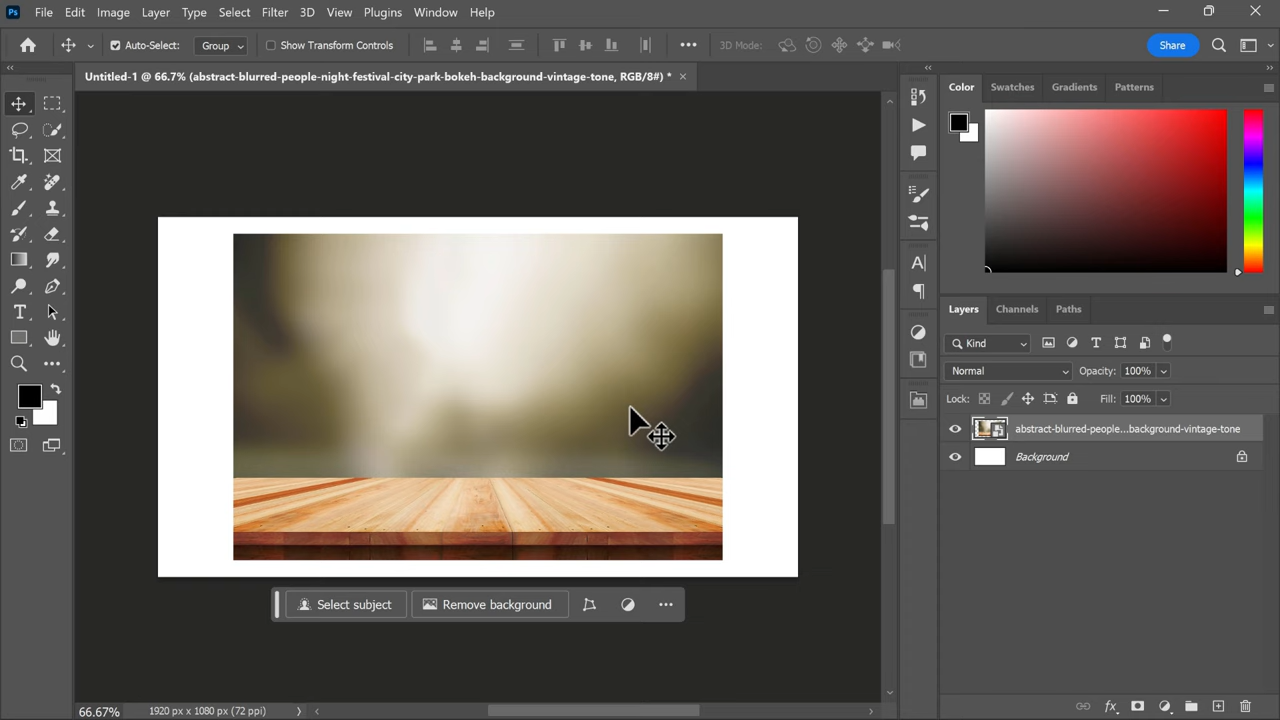 Ps File Edit Image Layer Type Select Filter 3D View Plugins Window Help
Auto-Select: Group Show Transform Controls 3D Mode: Share
Untitled-1 @ 66.7% (abstract-blurred-people-night-festival-city-park-bokeh-background-vintage-tone, RGB/8#) *
Color Swatches Gradients Patterns
Layers Channels Paths
Kind
Normal Opacity: 100%
Lock: Fill: 100%
abstract-blurred-people...background-vintage-tone
Background
Select subject Remove background
66.67% 1920 px x 1080 px (72 ppi)